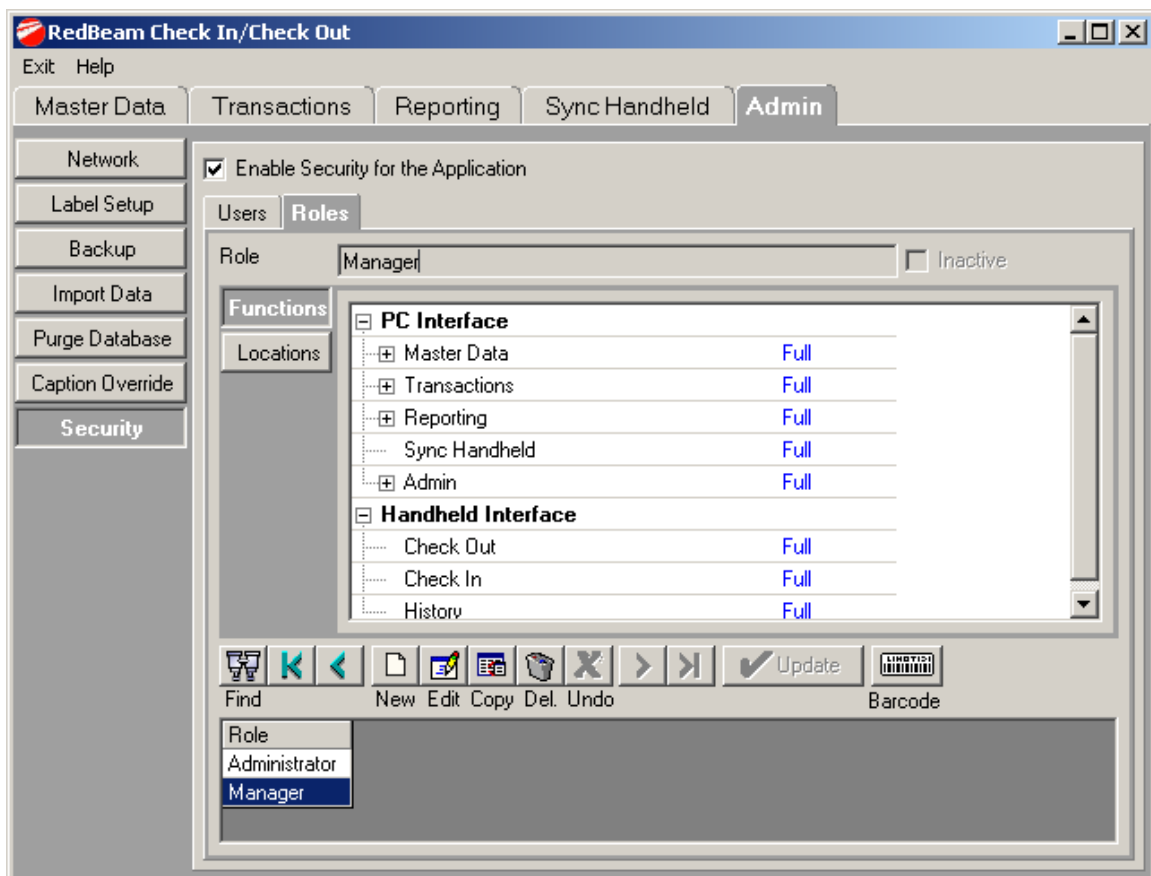 RedBeam Check In/Check Out
Exit Help
Master Data Transactions Reporting Sync Handheld Admin
Network
Label Setup
Backup
Import Data
Purge Database
Caption Override
Security
Enable Security for the Application
Users Roles
Role Manager Inactive
Functions
Locations
PC Interface
Master Data Full
Transactions Full
Reporting Full
Sync Handheld Full
Admin Full
Handheld Interface
Check Out Full
Check In Full
History Full
Update
Find New Edit Copy Del. Undo Barcode
Role
Administrator
Manager